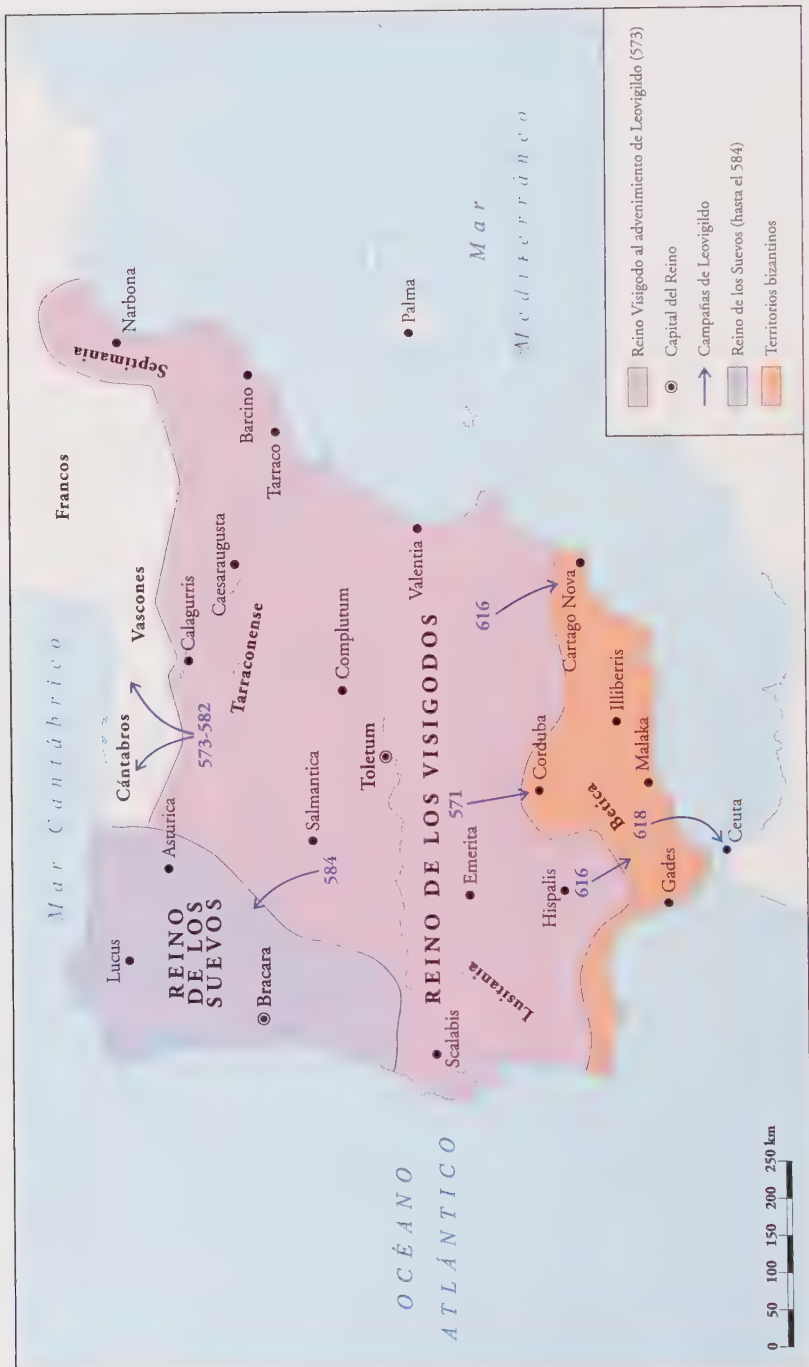 Mar Cantábrico
Francos
Cántabros
Vascones
Septimania
Narbona
Lucus
Asturica
573-582
Calagurris
REINO
DE LOS
SUEVOS
Caesaraugusta
Barcino
Bracara
Tarraconense
Tarraco
584
Salmantica
Complutum
Toletum
Palma
OCÉANO
ATLÁNTICO
Scalabis
REINO DE LOS VISIGODOS
Valentia
Mar
Mediterráneo
Emerita
571
616
Lusitania
Hispalis
Corduba
Cartago Nova
616
Betica
Illiberris
618
Malaka
Gades
Ceuta
0 50 100 150 200 250 km
Reino Visigodo al advenimiento de Leovigildo (573)
Capital del Reino
Campañas de Leovigildo
Reino de los Suevos (hasta el 584)
Territorios bizantinos